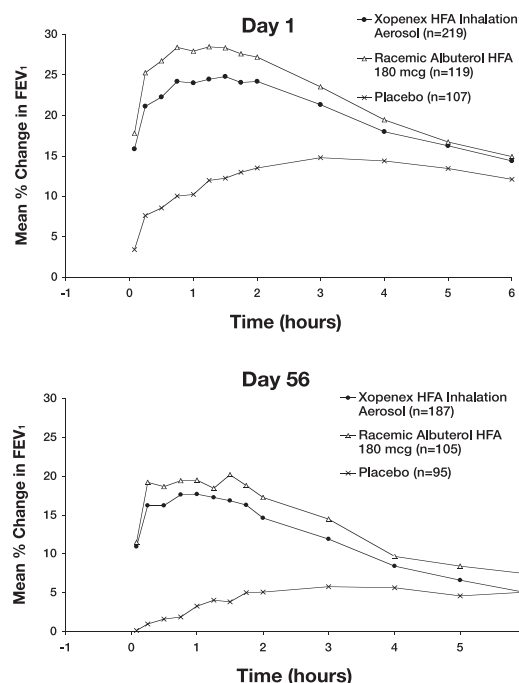 Day 1
Xopenex HFA Inhalation
Aerosol (n=219)
Racemic Albuterol HFA
180 mcg (n=119)
Placebo (n=107)
Mean % Change in FEV₁
30
25
20
15
10
5
0
-1
0
1
2
3
4
5
6
Time (hours)
Day 56
Xopenex HFA Inhalation
Aerosol (n=187)
Racemic Albuterol HFA
180 mcg (n=105)
Placebo (n=95)
Mean % Change in FEV₁
30
25
20
15
10
5
0
-1
0
1
2
3
4
5
6
Time (hours)